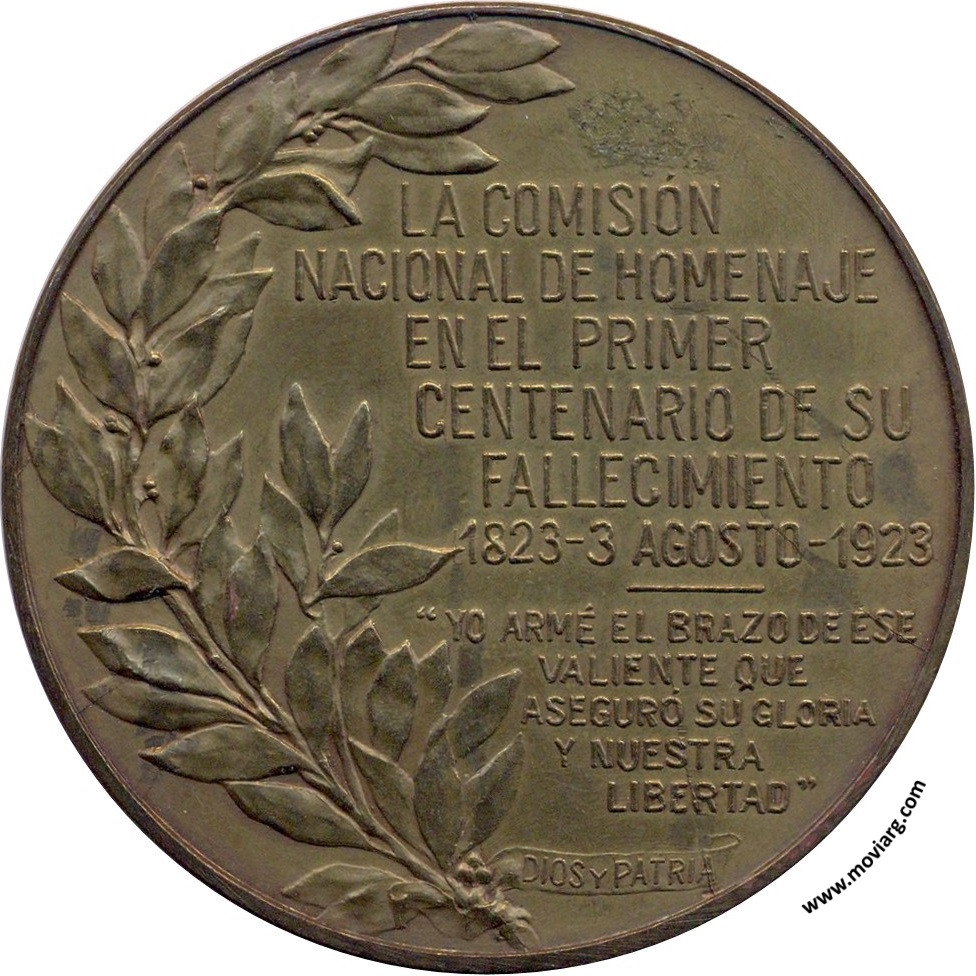 LA COMISIÓN
NACIONAL DE HOMENAJE
EN EL PRIMER
CENTENARIO DE SU
FALLECIMIENTO
1823-3 AGOSTO-1923
“YO ARMÉ EL BRAZO DE ESE
VALIENTE QUE
ASEGURÓ SU GLORIA
Y NUESTRA
LIBERTAD”
DIOS Y PATRIA
www.moviarg.com